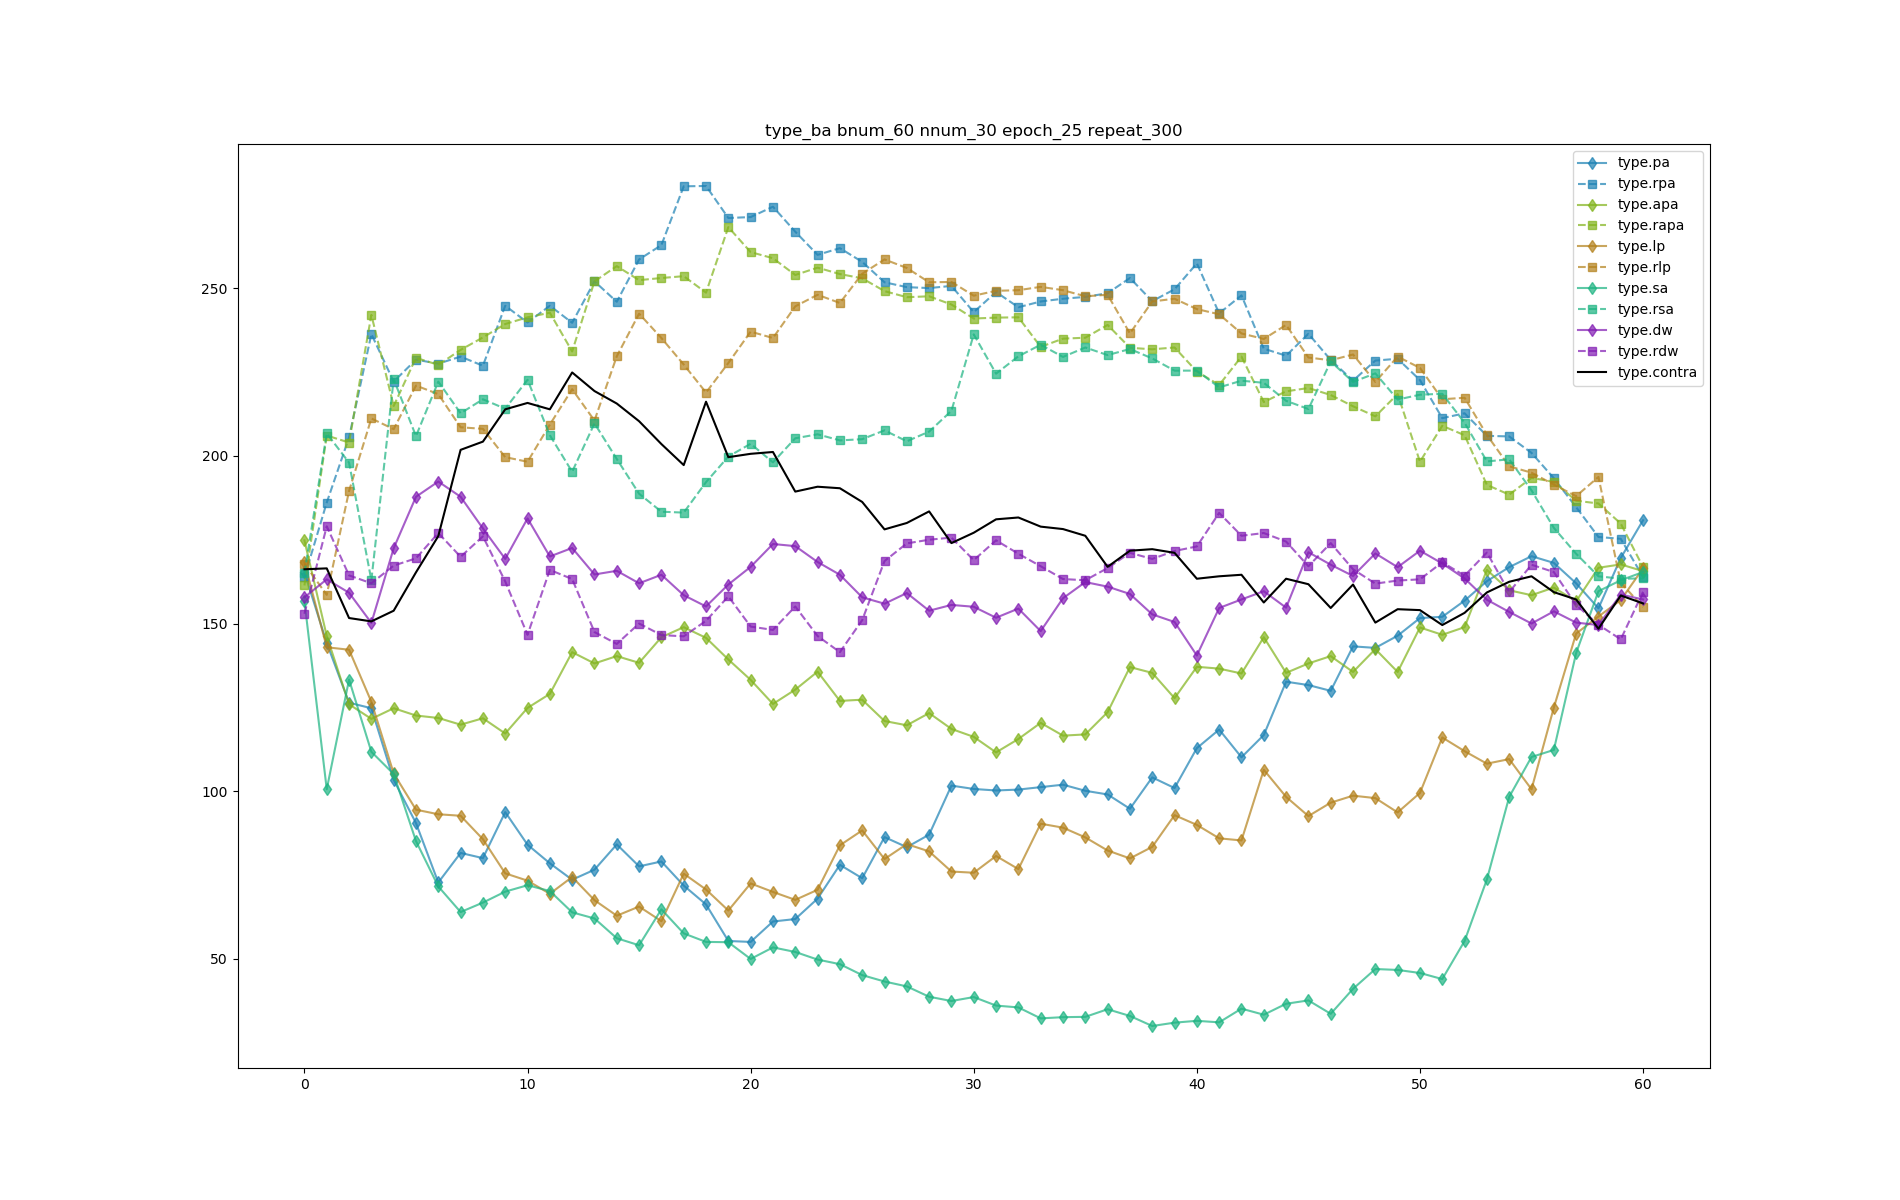 type_ba bnum_60 nnum_30 epoch_25 repeat_300
type.pa
type.rpa
type.apa
type.rapa
type.lp
type.rlp
type.sa
type.rsa
type.dw
type.rdw
type.contra
250
200
150
100
50
0 10 20 30 40 50 60